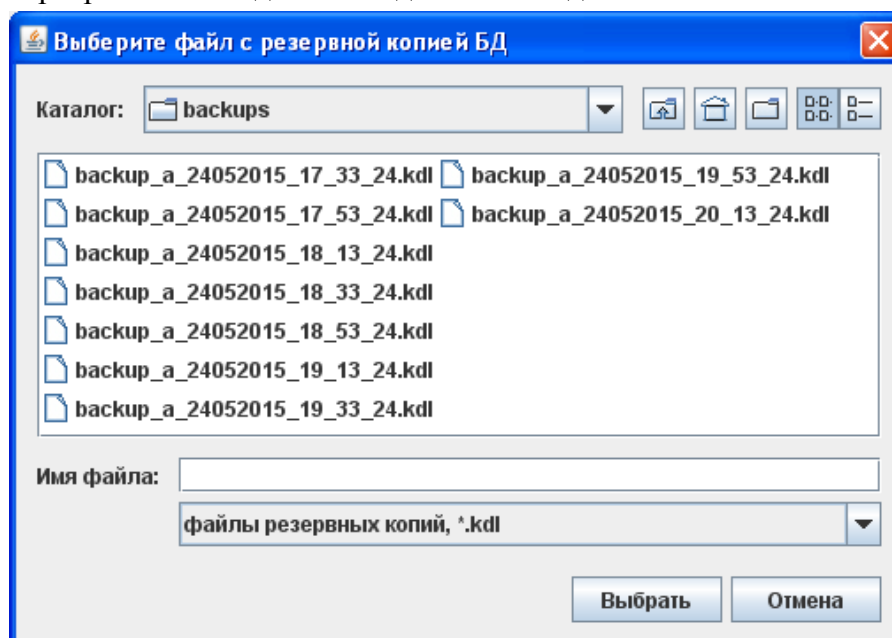 Выберите файл с резервной копией БД
Каталог: backups
backup_a_24052015_17_33_24.kdl backup_a_24052015_19_53_24.kdl
backup_a_24052015_17_53_24.kdl backup_a_24052015_20_13_24.kdl
backup_a_24052015_18_13_24.kdl
backup_a_24052015_18_33_24.kdl
backup_a_24052015_18_53_24.kdl
backup_a_24052015_19_13_24.kdl
backup_a_24052015_19_33_24.kdl
Имя файла:
файлы резервных копий, *.kdl
Выбрать Отмена